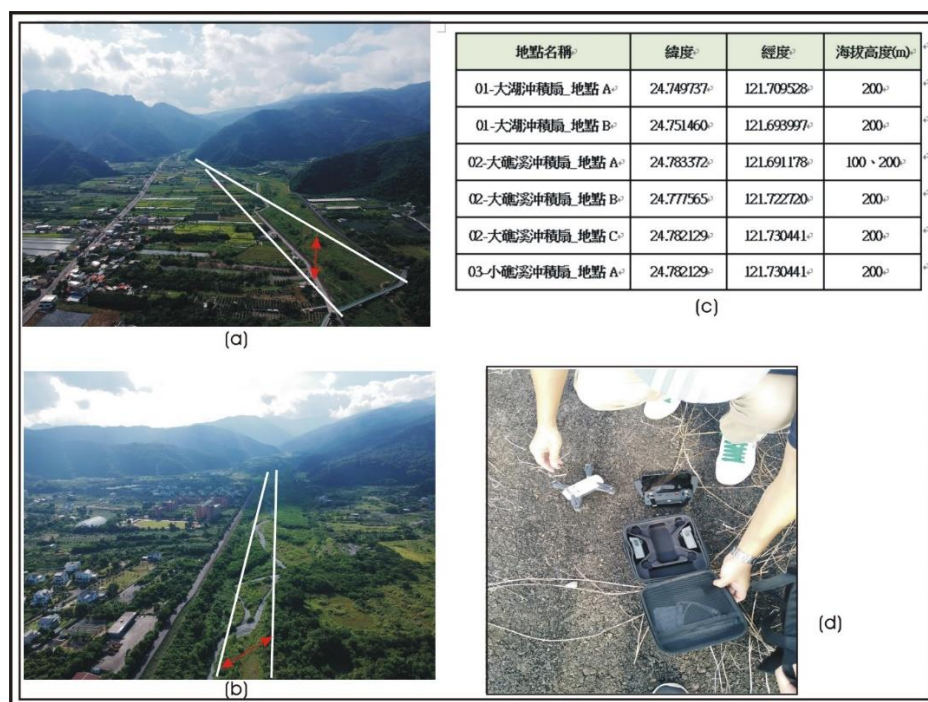 地點名稱 緯度 經度 海拔高度(m)
01-大湖沖積扇_地點 A 24.749737 121.709528 200
01-大湖沖積扇_地點 B 24.751460 121.693997 200
02-大礁溪沖積扇_地點 A 24.783372 121.691178 100、200
02-大礁溪沖積扇_地點 B 24.777565 121.722720 200
02-大礁溪沖積扇_地點 C 24.782129 121.730441 200
03-小礁溪沖積扇_地點 A 24.782129 121.730441 200
(a)
(c)
(b)
(d)